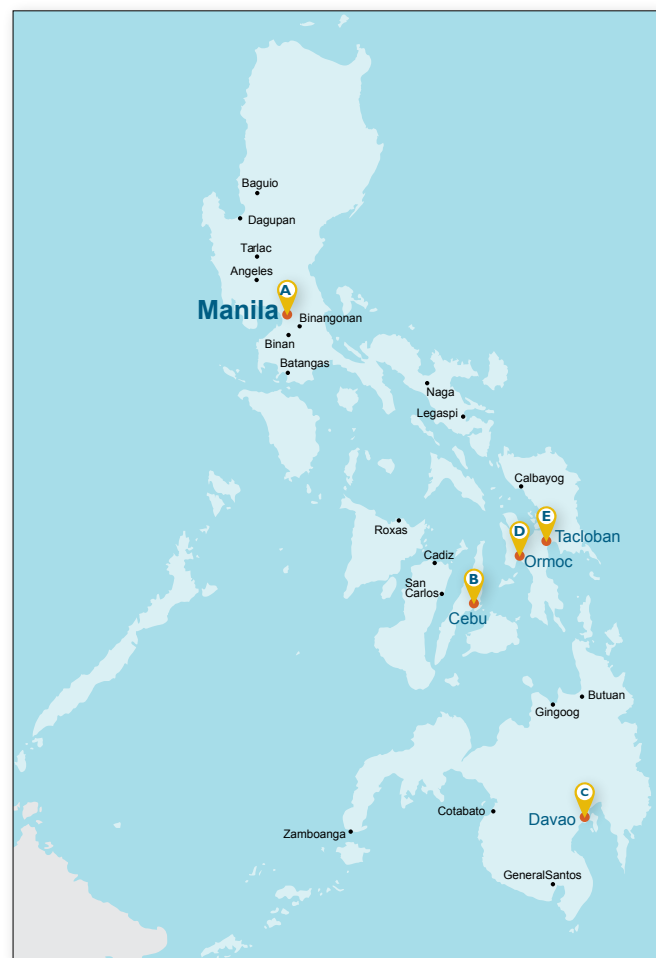 Baguio
Dagupan
Tarlac
Angeles
A
Manila
Binangonan
Binan
Batangas
Naga
Legaspi
Calbayog
Roxas
E
D
Tacloban
Ormoc
Cadiz
San
Carlos
B
Cebu
Butuan
Gingoog
C
Cotabato
Davao
Zamboanga
GeneralSantos